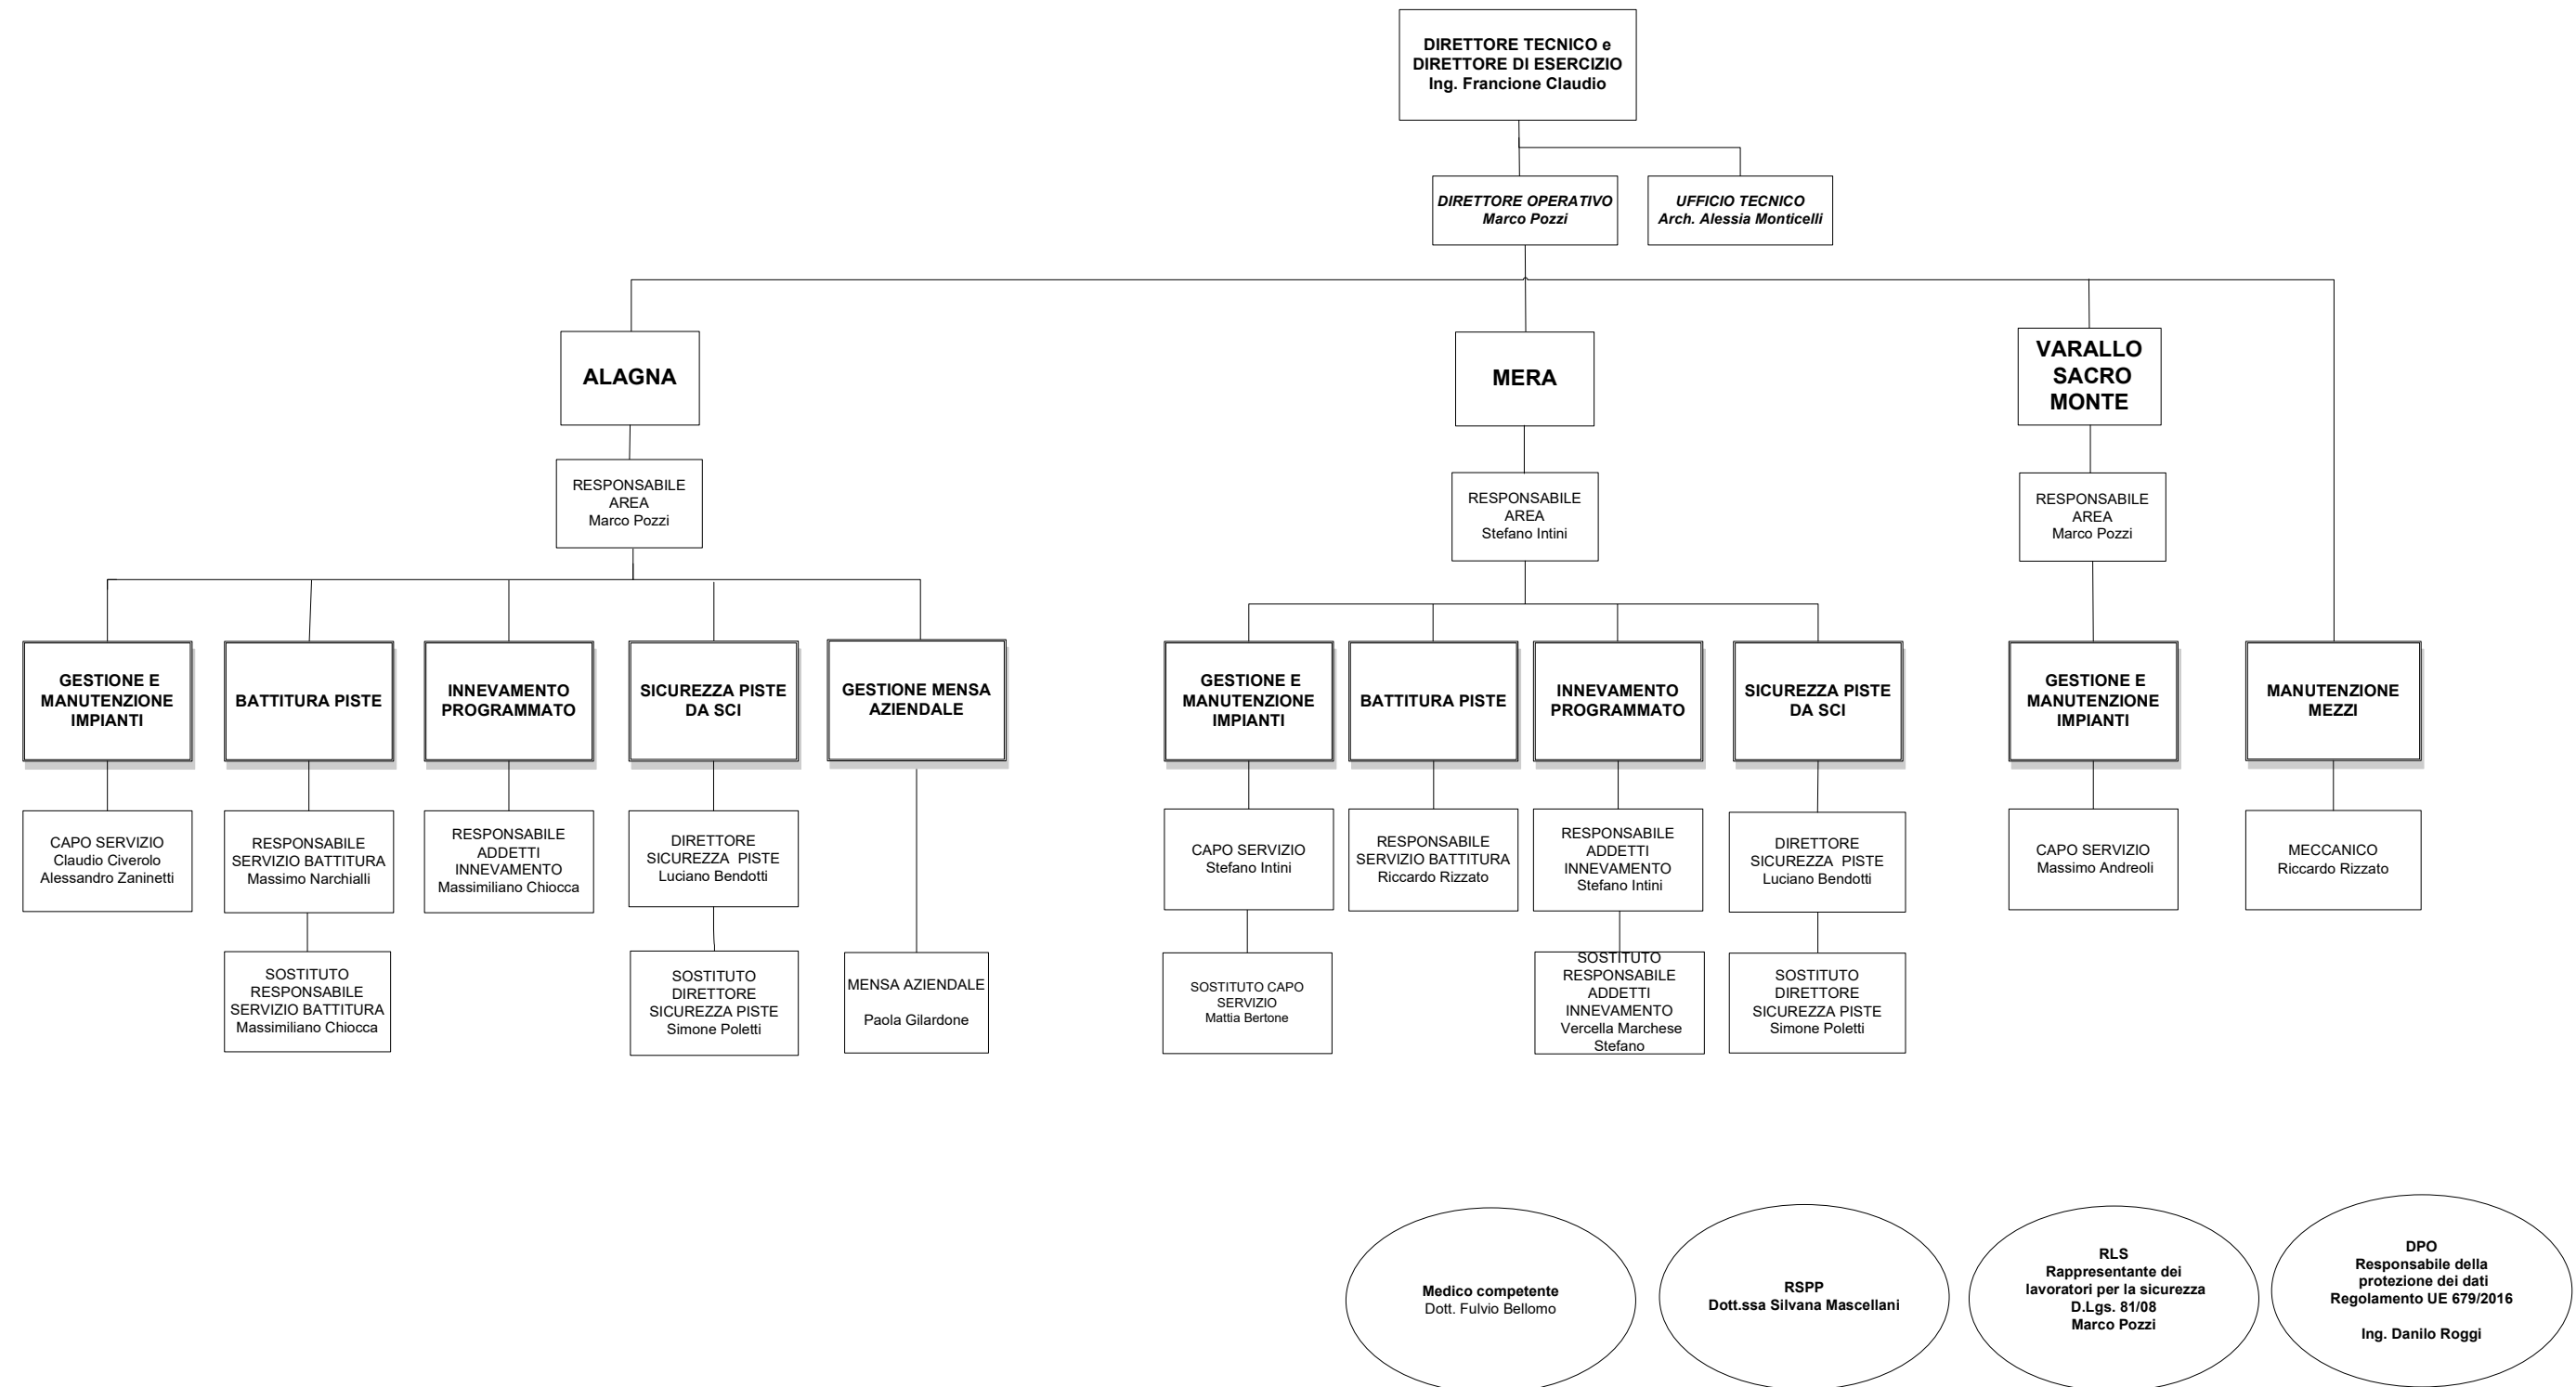 DIRETTORE TECNICO e
DIRETTORE DI ESERCIZIO
Ing. Francione Claudio
DIRETTORE OPERATIVO
Marco Pozzi
UFFICIO TECNICO
Arch. Alessia Monticelli
ALAGNA
MERA
VARALLO
SACRO
MONTE
RESPONSABILE
AREA
Marco Pozzi
RESPONSABILE
AREA
Stefano Intini
RESPONSABILE
AREA
Marco Pozzi
GESTIONE E
MANUTENZIONE
IMPIANTI
BATTITURA PISTE
INNEVAMENTO
PROGRAMMATO
SICUREZZA PISTE
DA SCI
GESTIONE MENSA
AZIENDALE
GESTIONE E
MANUTENZIONE
IMPIANTI
BATTITURA PISTE
INNEVAMENTO
PROGRAMMATO
SICUREZZA PISTE
DA SCI
GESTIONE E
MANUTENZIONE
IMPIANTI
MANUTENZIONE
MEZZI
CAPO SERVIZIO
Claudio Civerolo
Alessandro Zaninetti
RESPONSABILE
SERVIZIO BATTITURA
Massimo Narchialli
RESPONSABILE
ADDETTI
INNEVAMENTO
Massimiliano Chiocca
DIRETTORE
SICUREZZA PISTE
Luciano Bendotti
CAPO SERVIZIO
Stefano Intini
RESPONSABILE
SERVIZIO BATTITURA
Riccardo Rizzato
RESPONSABILE
ADDETTI
INNEVAMENTO
Stefano Intini
DIRETTORE
SICUREZZA PISTE
Luciano Bendotti
CAPO SERVIZIO
Massimo Andreoli
MECCANICO
Riccardo Rizzato
SOSTITUTO
RESPONSABILE
SERVIZIO BATTITURA
Massimiliano Chiocca
SOSTITUTO
DIRETTORE
SICUREZZA PISTE
Simone Poletti
MENSA AZIENDALE
Paola Gilardone
SOSTITUTO CAPO
SERVIZIO
Mattia Bertone
SOSTITUTO
RESPONSABILE
ADDETTI
INNEVAMENTO
Vercella Marchese
Stefano
SOSTITUTO
DIRETTORE
SICUREZZA PISTE
Simone Poletti
Medico competente
Dott. Fulvio Bellomo
RSPP
Dott.ssa Silvana Mascellani
RLS
Rappresentante dei
lavoratori per la sicurezza
D.Lgs. 81/08
Marco Pozzi
DPO
Responsabile della
protezione dei dati
Regolamento UE 679/2016
Ing. Danilo Roggi